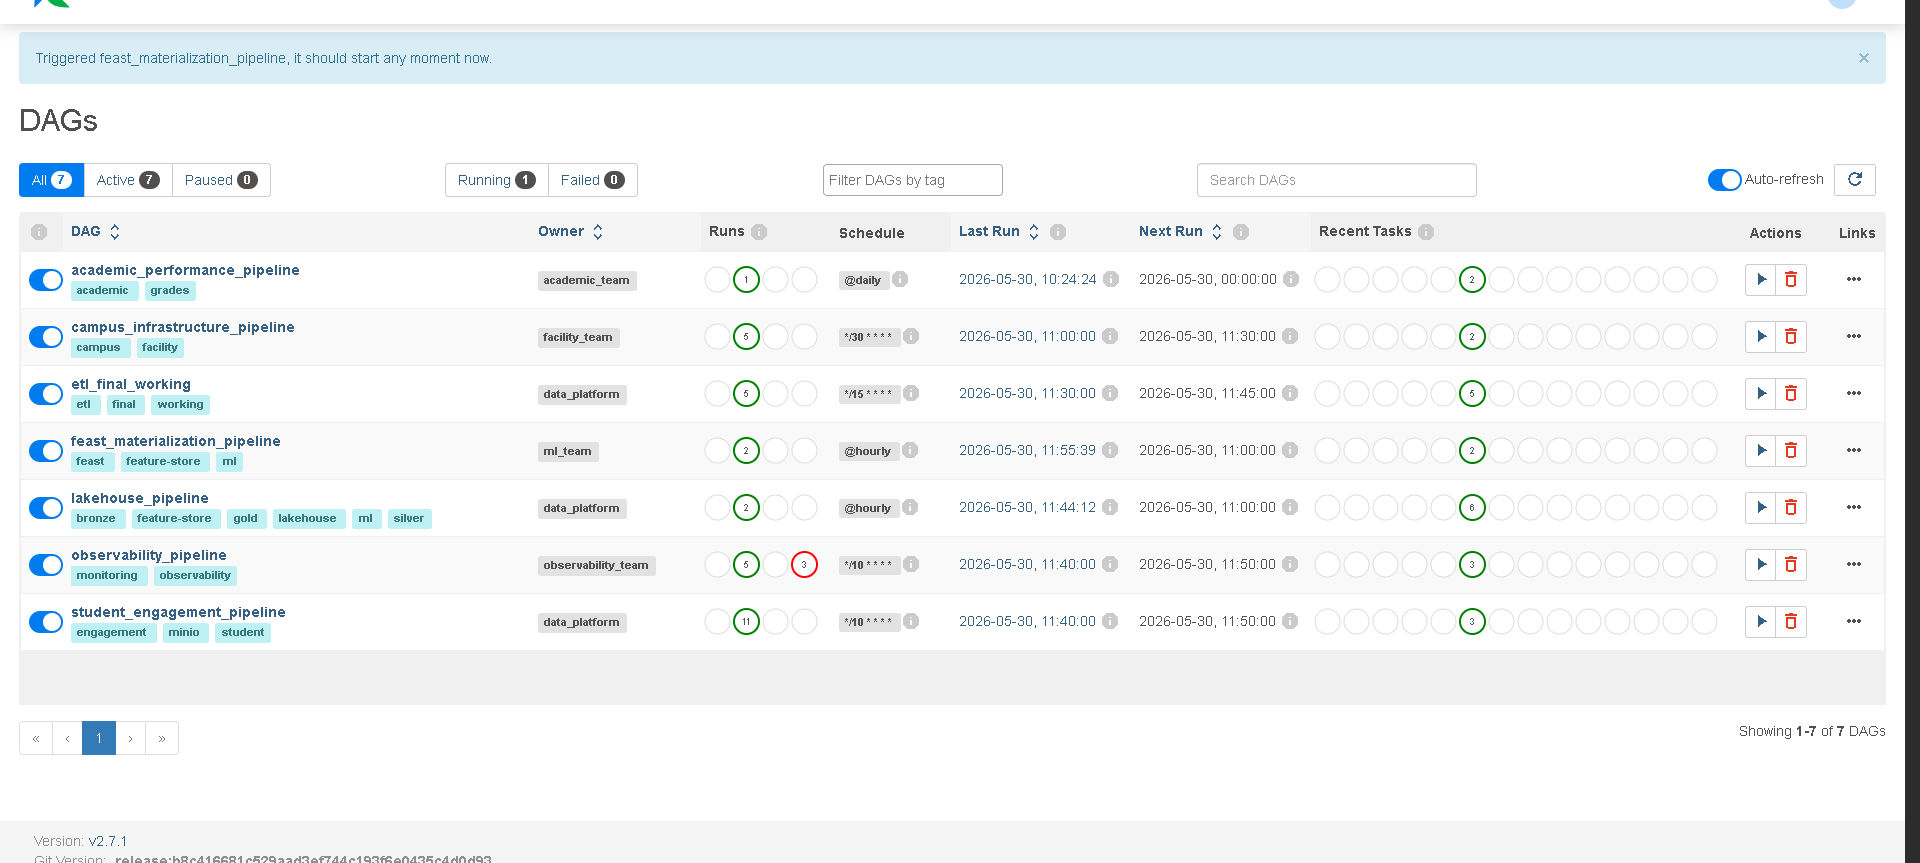 Triggered feast_materialization_pipeline, it should start any moment now. ×
DAGs
All 7 Active 7 Paused 0 Running 1 Failed 0 Filter DAGs by tag Search DAGs Auto-refresh
DAG Owner Runs Schedule Last Run Next Run Recent Tasks Actions Links
academic_performance_pipeline
academic grades
academic_team 1 @daily 2026-05-30, 10:24:24 2026-05-30, 00:00:00 2
campus_infrastructure_pipeline
campus facility
facility_team 5 */30 * * * * 2026-05-30, 11:00:00 2026-05-30, 11:30:00 2
etl_final_working
etl final working
data_platform 5 */15 * * * * 2026-05-30, 11:30:00 2026-05-30, 11:45:00 5
feast_materialization_pipeline
feast feature-store ml
ml_team 2 @hourly 2026-05-30, 11:55:39 2026-05-30, 11:00:00 2
lakehouse_pipeline
bronze feature-store gold lakehouse ml silver
data_platform 2 @hourly 2026-05-30, 11:44:12 2026-05-30, 11:00:00 6
observability_pipeline
monitoring observability
observability_team 5 3 */10 * * * * 2026-05-30, 11:40:00 2026-05-30, 11:50:00 3
student_engagement_pipeline
engagement minio student
data_platform 11 */10 * * * * 2026-05-30, 11:40:00 2026-05-30, 11:50:00 3
« ‹ 1 › »
Showing 1-7 of 7 DAGs
Version: v2.7.1
Git Version: .release:b8c416681c529aad3ef744c193f6e0435c4d0d93